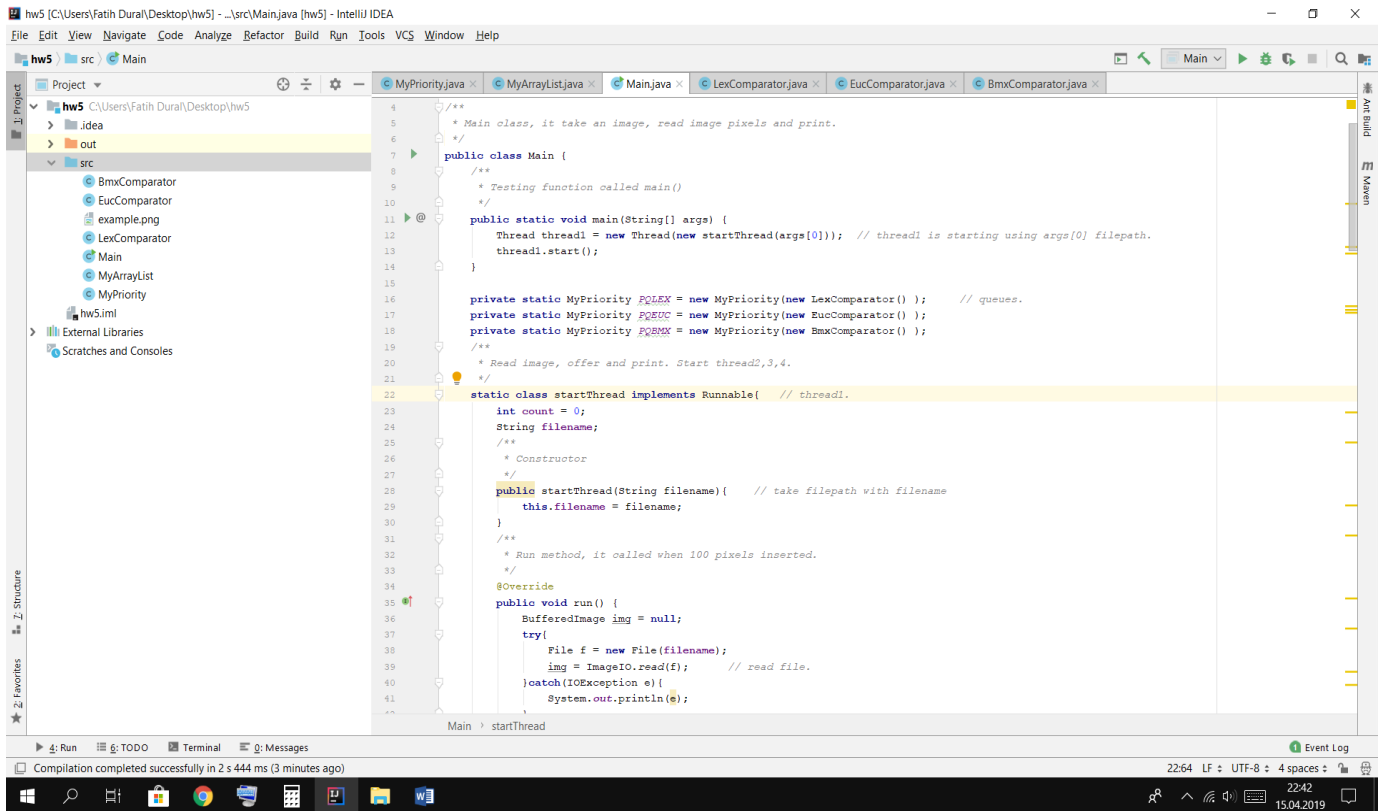 hw5 [C:\Users\Fatih Dural\Desktop\hw5] - ...\src\Main.java [hw5] - IntelliJ IDEA
File Edit View Navigate Code Analyze Refactor Build Run Tools VCS Window Help
hw5 src Main
Main
Project
MyPriority.java MyArrayList.java Main.java LexComparator.java EucComparator.java BmxComparator.java
1: Project
hw5 C:\Users\Fatih Dural\Desktop\hw5
.idea
out
src
BmxComparator
EucComparator
example.png
LexComparator
Main
MyArrayList
MyPriority
hw5.iml
External Libraries
Scratches and Consoles
4 /**
5 * Main class, it take an image, read image pixels and print.
6 */
7 public class Main {
8 /**
9 * Testing function called main()
10 */
11 @ public static void main(String[] args) {
12 Thread thread1 = new Thread(new startThread(args[0])); // thread1 is starting using args[0] filepath.
13 thread1.start();
14 }
15
16 private static MyPriority PQLEX = new MyPriority(new LexComparator() ); // queues.
17 private static MyPriority PQEUC = new MyPriority(new EucComparator() );
18 private static MyPriority PQBMX = new MyPriority(new BmxComparator() );
19 /**
20 * Read image, offer and print. Start thread2,3,4.
21 */
22 static class startThread implements Runnable{ // thread1.
23 int count = 0;
24 String filename;
25 /**
26 * Constructor
27 */
28 public startThread(String filename){ // take filepath with filename
29 this.filename = filename;
30 }
31 /**
32 * Run method, it called when 100 pixels inserted.
33 */
34 @Override
35 public void run() {
36 BufferedImage img = null;
37 try{
38 File f = new File(filename);
39 img = ImageIO.read(f); // read file.
40 }catch(IOException e){
41 System.out.println(e);
Main › startThread
Ant Build
m Maven
7: Structure
2: Favorites
4: Run 6: TODO Terminal 0: Messages
1 Event Log
Compilation completed successfully in 2 s 444 ms (3 minutes ago)
22:64 LF UTF-8 4 spaces
22:42
15.04.2019